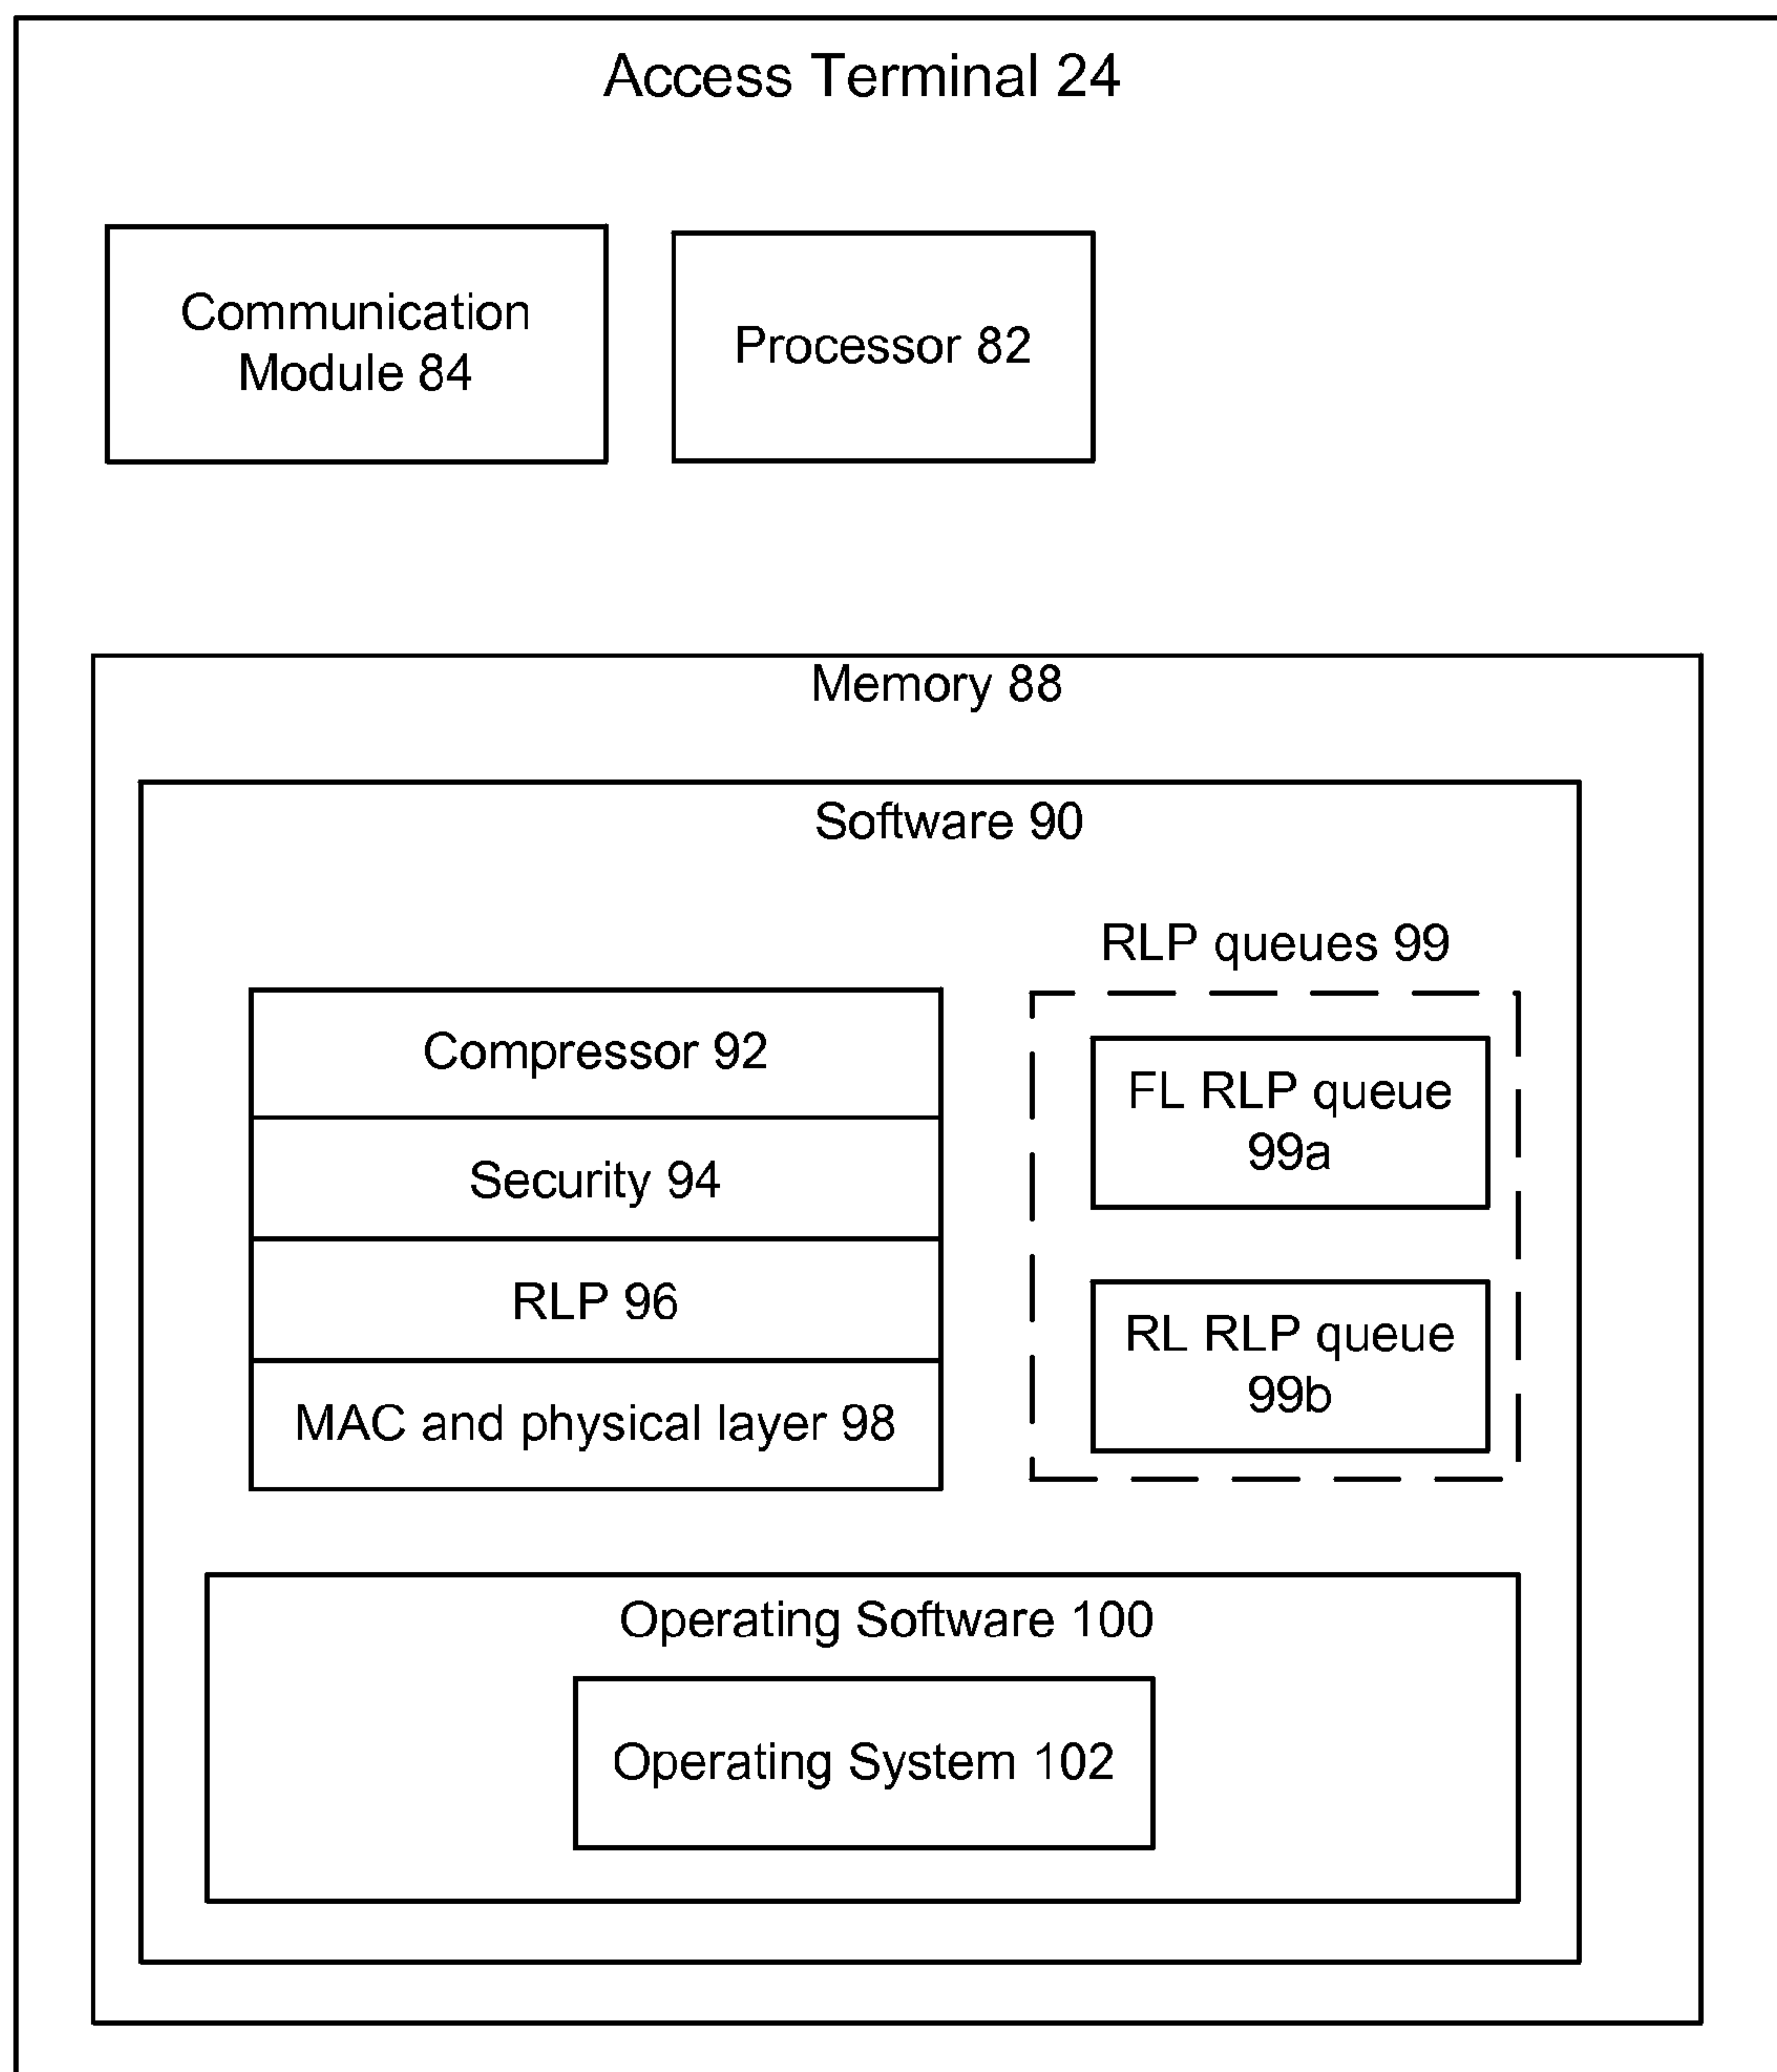 Access Terminal 24
Communication
Module 84
Processor 82
Memory 88
Software 90
RLP queues 99
Compressor 92
Security 94
RLP 96
MAC and physical layer 98
FL RLP queue
99a
RL RLP queue
99b
Operating Software 100
Operating System 102